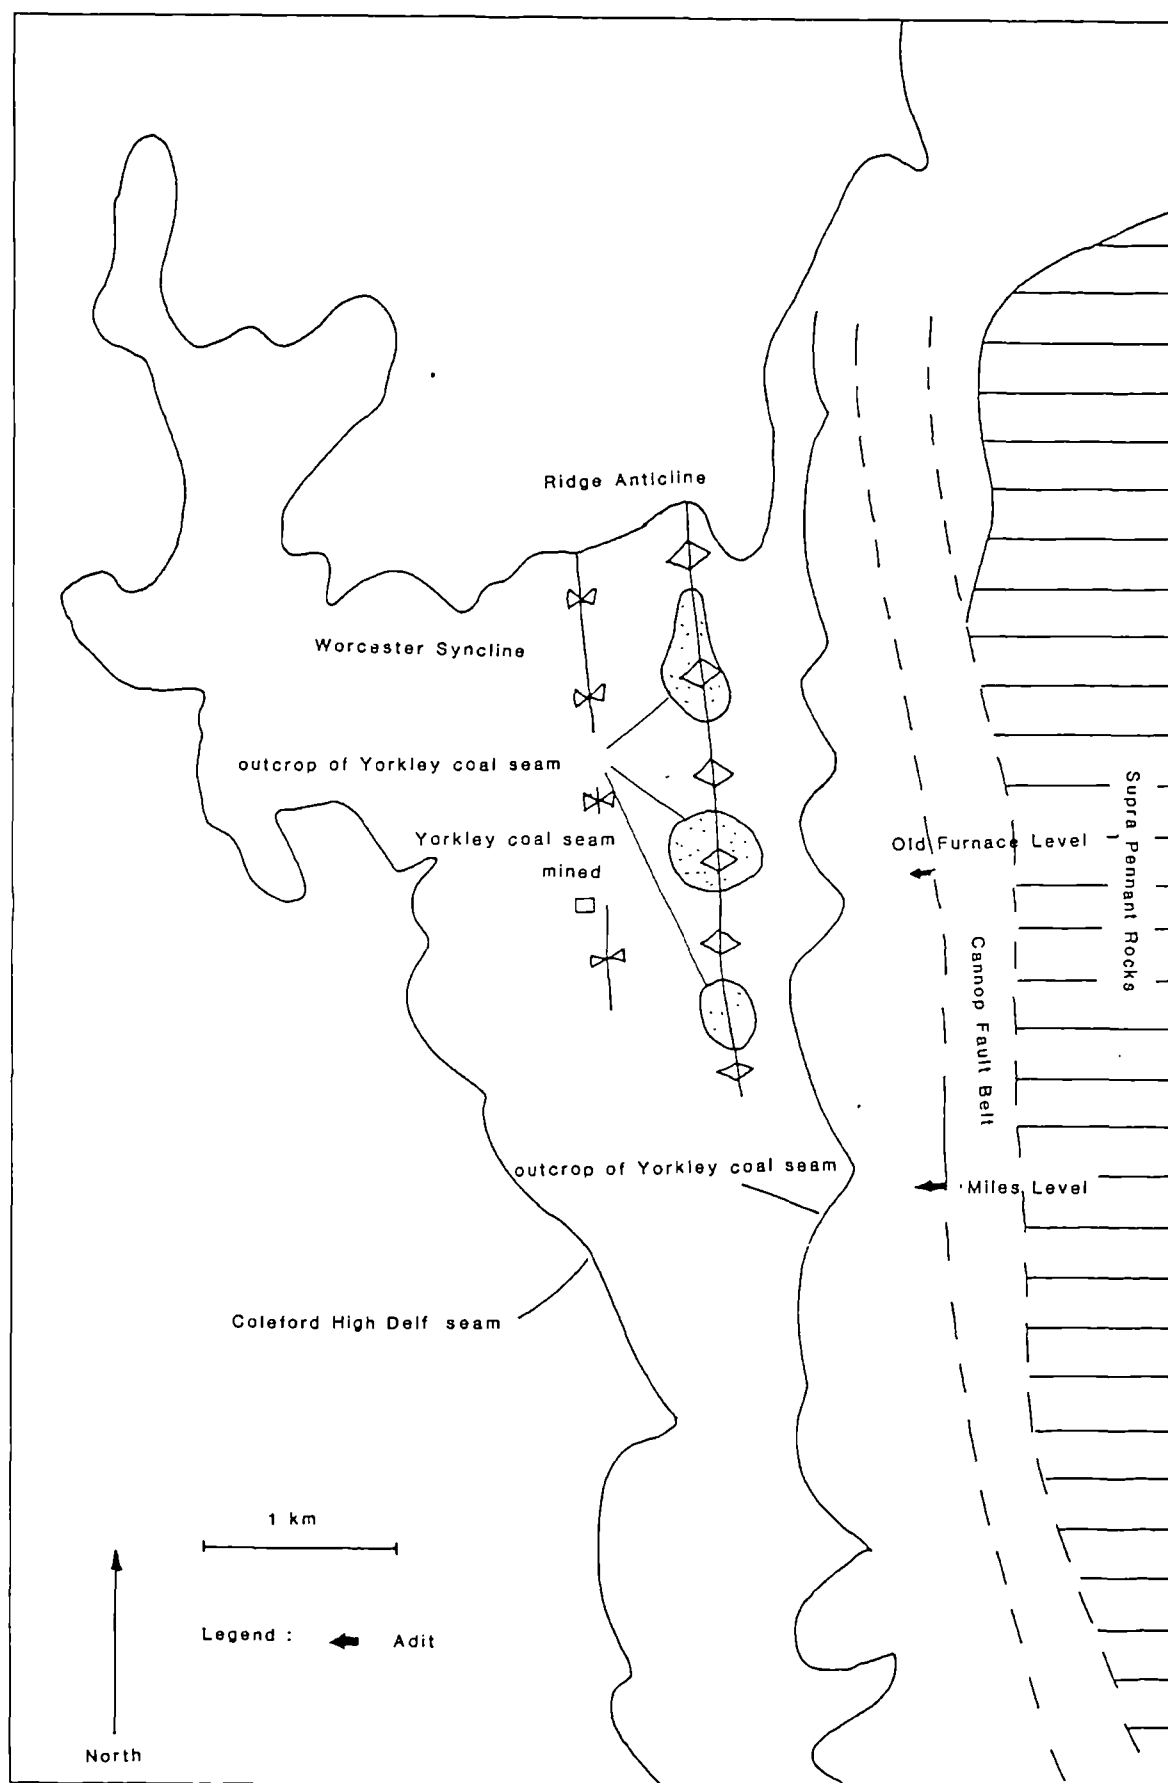 Ridge Anticline
Worcester Syncline
outcrop of Yorkley coal seam
Yorkley coal seam
mined
Old Furnace Level
Supra Pennant Rocks
Cannop Fault Belt
outcrop of Yorkley coal seam
Miles Level
Coleford High Delf seam
1 km
Legend :
Adit
North